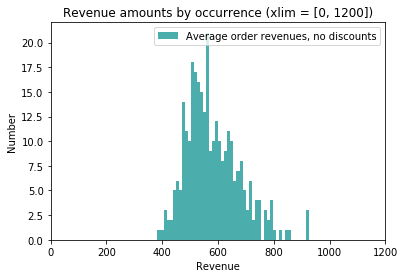 Revenue amounts by occurrence (xlim = [0, 1200])
Average order revenues, no discounts
20.0
17.5
15.0
12.5
10.0
7.5
5.0
2.5
0.0
Number
0 200 400 600 800 1000 1200
Revenue